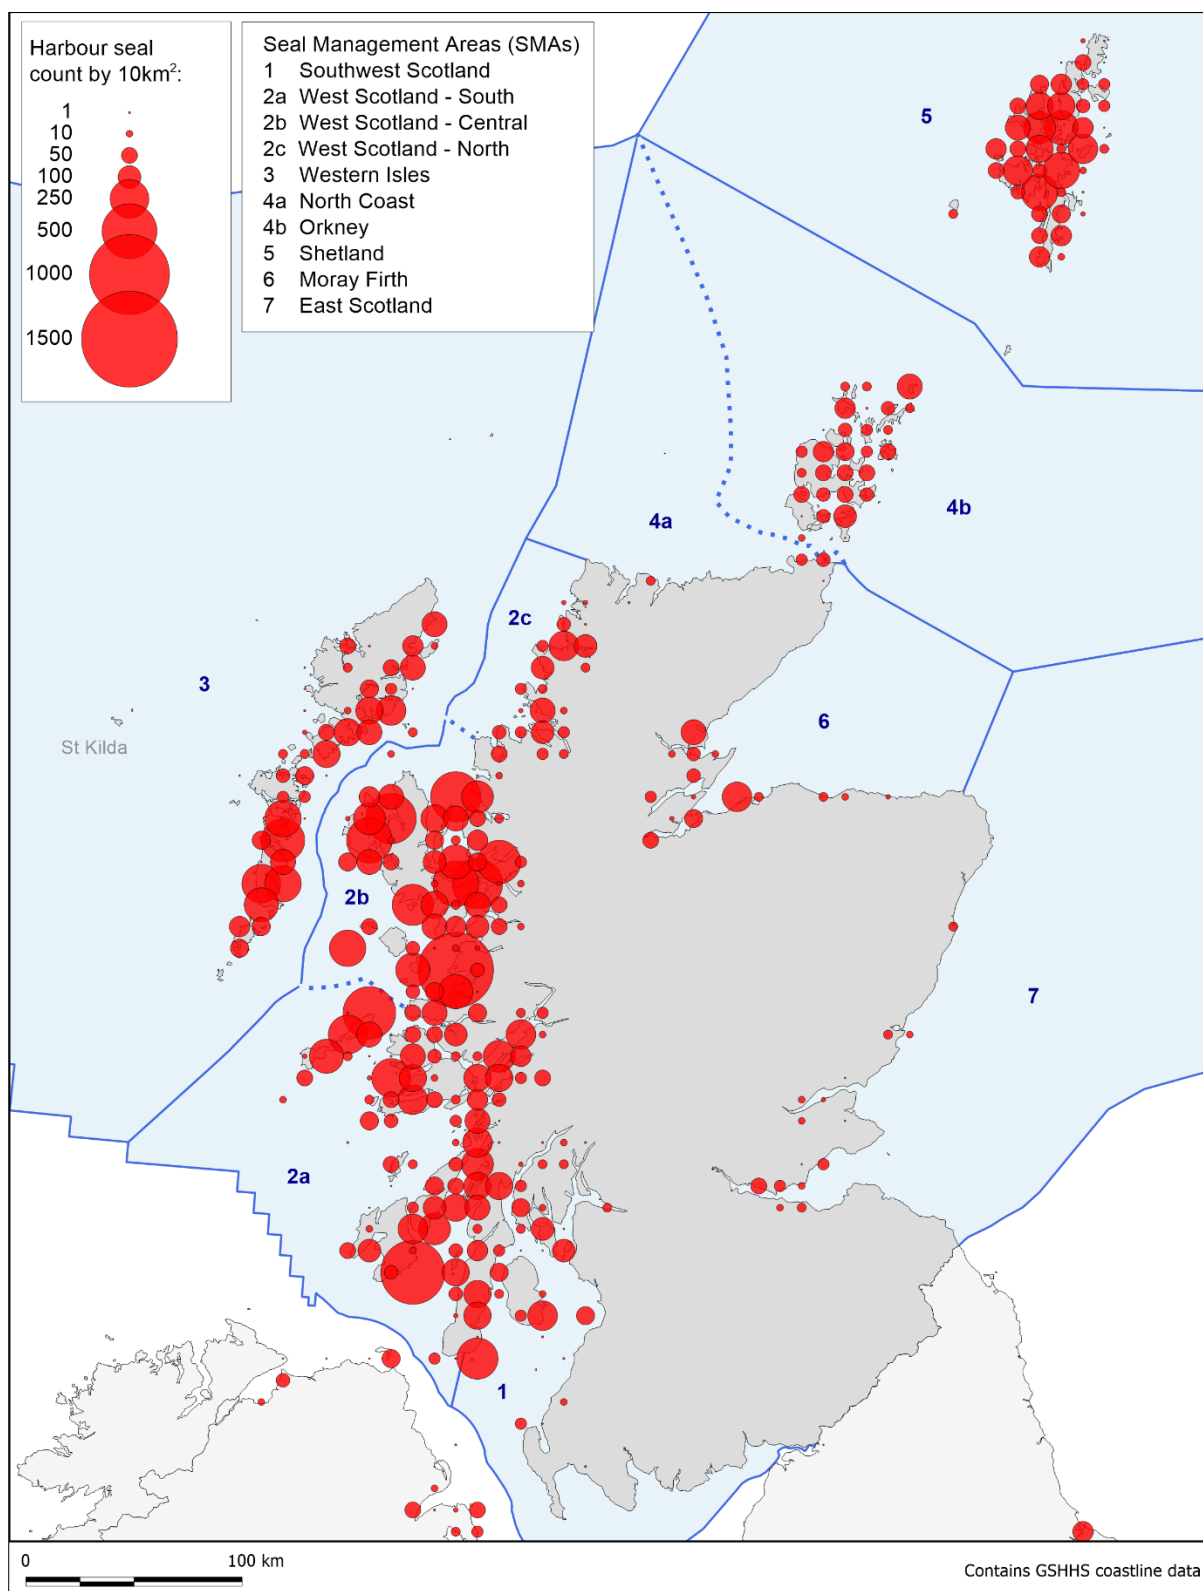 Harbour seal
count by 10km²:
1
10
50
100
250
500
1000
1500
Seal Management Areas (SMAs)
1 Southwest Scotland
2a West Scotland - South
2b West Scotland - Central
2c West Scotland - North
3 Western Isles
4a North Coast
4b Orkney
5 Shetland
6 Moray Firth
7 East Scotland
5
4a
4b
2c
3
6
St Kilda
2b
7
2a
1
0 100 km
Contains GSHHS coastline data